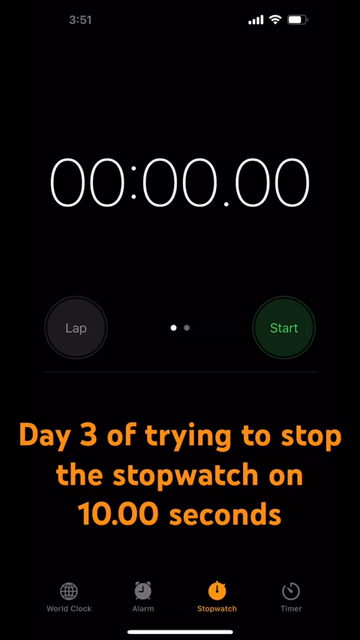 3:51
00:00.00
Lap
Start
Day 3 of trying to stop
the stopwatch on
10.00 seconds
World Clock
Alarm
Stopwatch
Timer